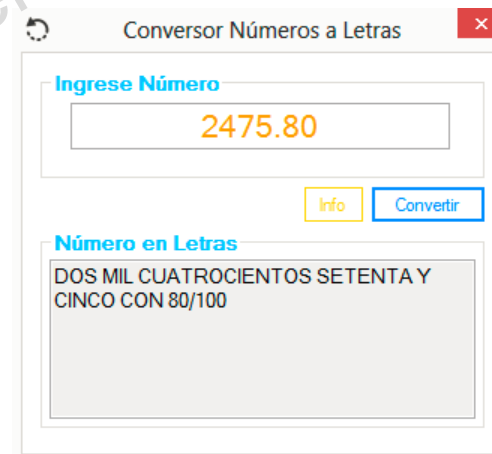 Conversor Números a Letras
Ingrese Número
2475.80
Info
Convertir
Número en Letras
DOS MIL CUATROCIENTOS SETENTA Y
CINCO CON 80/100